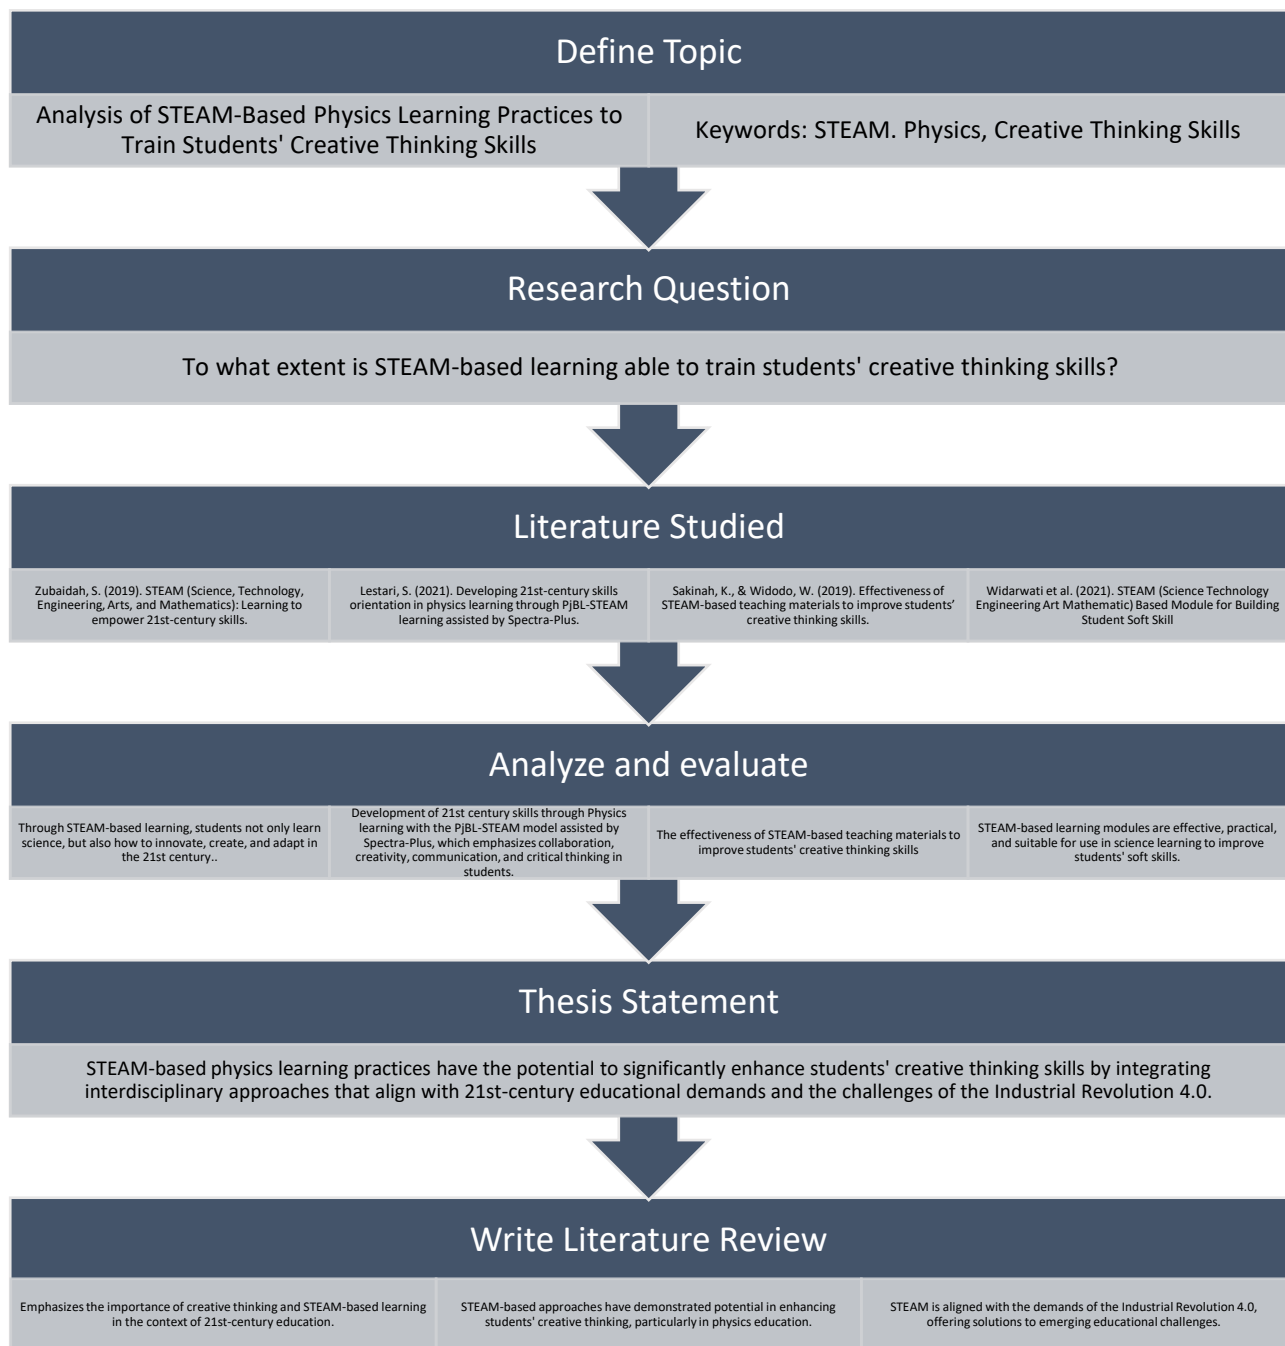 Define Topic
Analysis of STEAM-Based Physics Learning Practices to
Train Students' Creative Thinking Skills
Keywords: STEAM. Physics, Creative Thinking Skills
Research Question
To what extent is STEAM-based learning able to train students' creative thinking skills?
Literature Studied
Zubaidah, S. (2019). STEAM (Science, Technology,
Engineering, Arts, and Mathematics): Learning to
empower 21st-century skills.
Lestari, S. (2021). Developing 21st-century skills
orientation in physics learning through PjBL-STEAM
learning assisted by Spectra-Plus.
Sakinah, K., & Widodo, W. (2019). Effectiveness of
STEAM-based teaching materials to improve students’
creative thinking skills.
Widarwati et al. (2021). STEAM (Science Technology
Engineering Art Mathematic) Based Module for Building
Student Soft Skill
Analyze and evaluate
Through STEAM-based learning, students not only learn
science, but also how to innovate, create, and adapt in
the 21st century..
Development of 21st century skills through Physics
learning with the PjBL-STEAM model assisted by
Spectra-Plus, which emphasizes collaboration,
creativity, communication, and critical thinking in
students.
The effectiveness of STEAM-based teaching materials to
improve students' creative thinking skills
STEAM-based learning modules are effective, practical,
and suitable for use in science learning to improve
students' soft skills.
Thesis Statement
STEAM-based physics learning practices have the potential to significantly enhance students' creative thinking skills by integrating
interdisciplinary approaches that align with 21st-century educational demands and the challenges of the Industrial Revolution 4.0.
Write Literature Review
Emphasizes the importance of creative thinking and STEAM-based learning
in the context of 21st-century education.
STEAM-based approaches have demonstrated potential in enhancing
students' creative thinking, particularly in physics education.
STEAM is aligned with the demands of the Industrial Revolution 4.0,
offering solutions to emerging educational challenges.